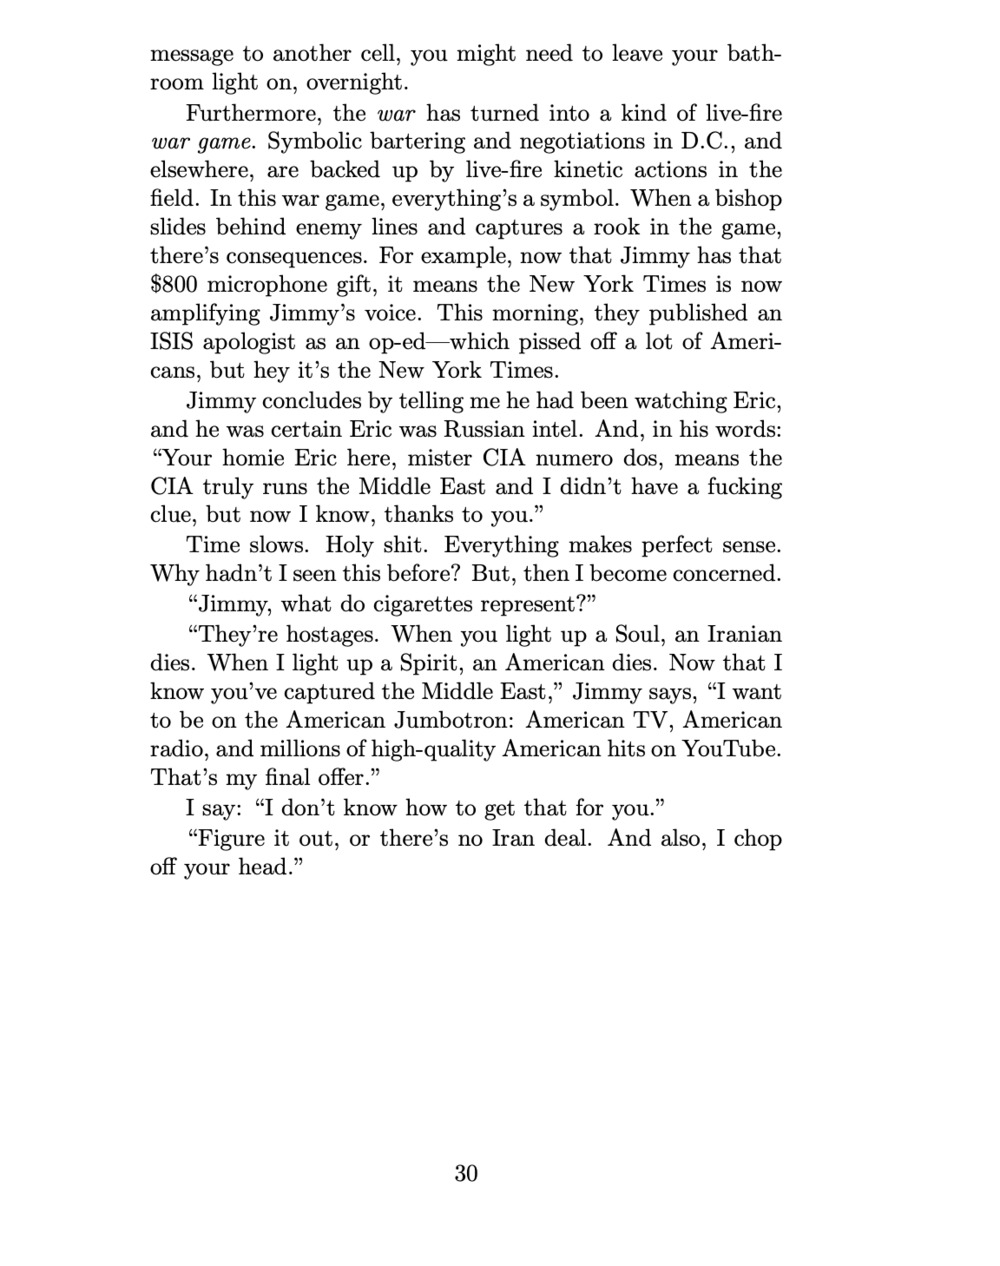 message to another cell, you might need to leave your bath-
room light on, overnight.
Furthermore, the war has turned into a kind of live-fire
war game. Symbolic bartering and negotiations in D.C., and
elsewhere, are backed up by live-fire kinetic actions in the
field. In this war game, everything’s a symbol. When a bishop
slides behind enemy lines and captures a rook in the game,
there’s consequences. For example, now that Jimmy has that
$800 microphone gift, it means the New York Times is now
amplifying Jimmy’s voice. This morning, they published an
ISIS apologist as an op-ed—which pissed off a lot of Ameri-
cans, but hey it’s the New York Times.
Jimmy concludes by telling me he had been watching Eric,
and he was certain Eric was Russian intel. And, in his words:
“Your homie Eric here, mister CIA numero dos, means the
CIA truly runs the Middle East and I didn’t have a fucking
clue, but now I know, thanks to you.”
Time slows. Holy shit. Everything makes perfect sense.
Why hadn’t I seen this before? But, then I become concerned.
“Jimmy, what do cigarettes represent?”
“They’re hostages. When you light up a Soul, an Iranian
dies. When I light up a Spirit, an American dies. Now that I
know you’ve captured the Middle East,” Jimmy says, “I want
to be on the American Jumbotron: American TV, American
radio, and millions of high-quality American hits on YouTube.
That’s my final offer.”
I say: “I don’t know how to get that for you.”
“Figure it out, or there’s no Iran deal. And also, I chop
off your head.”
30